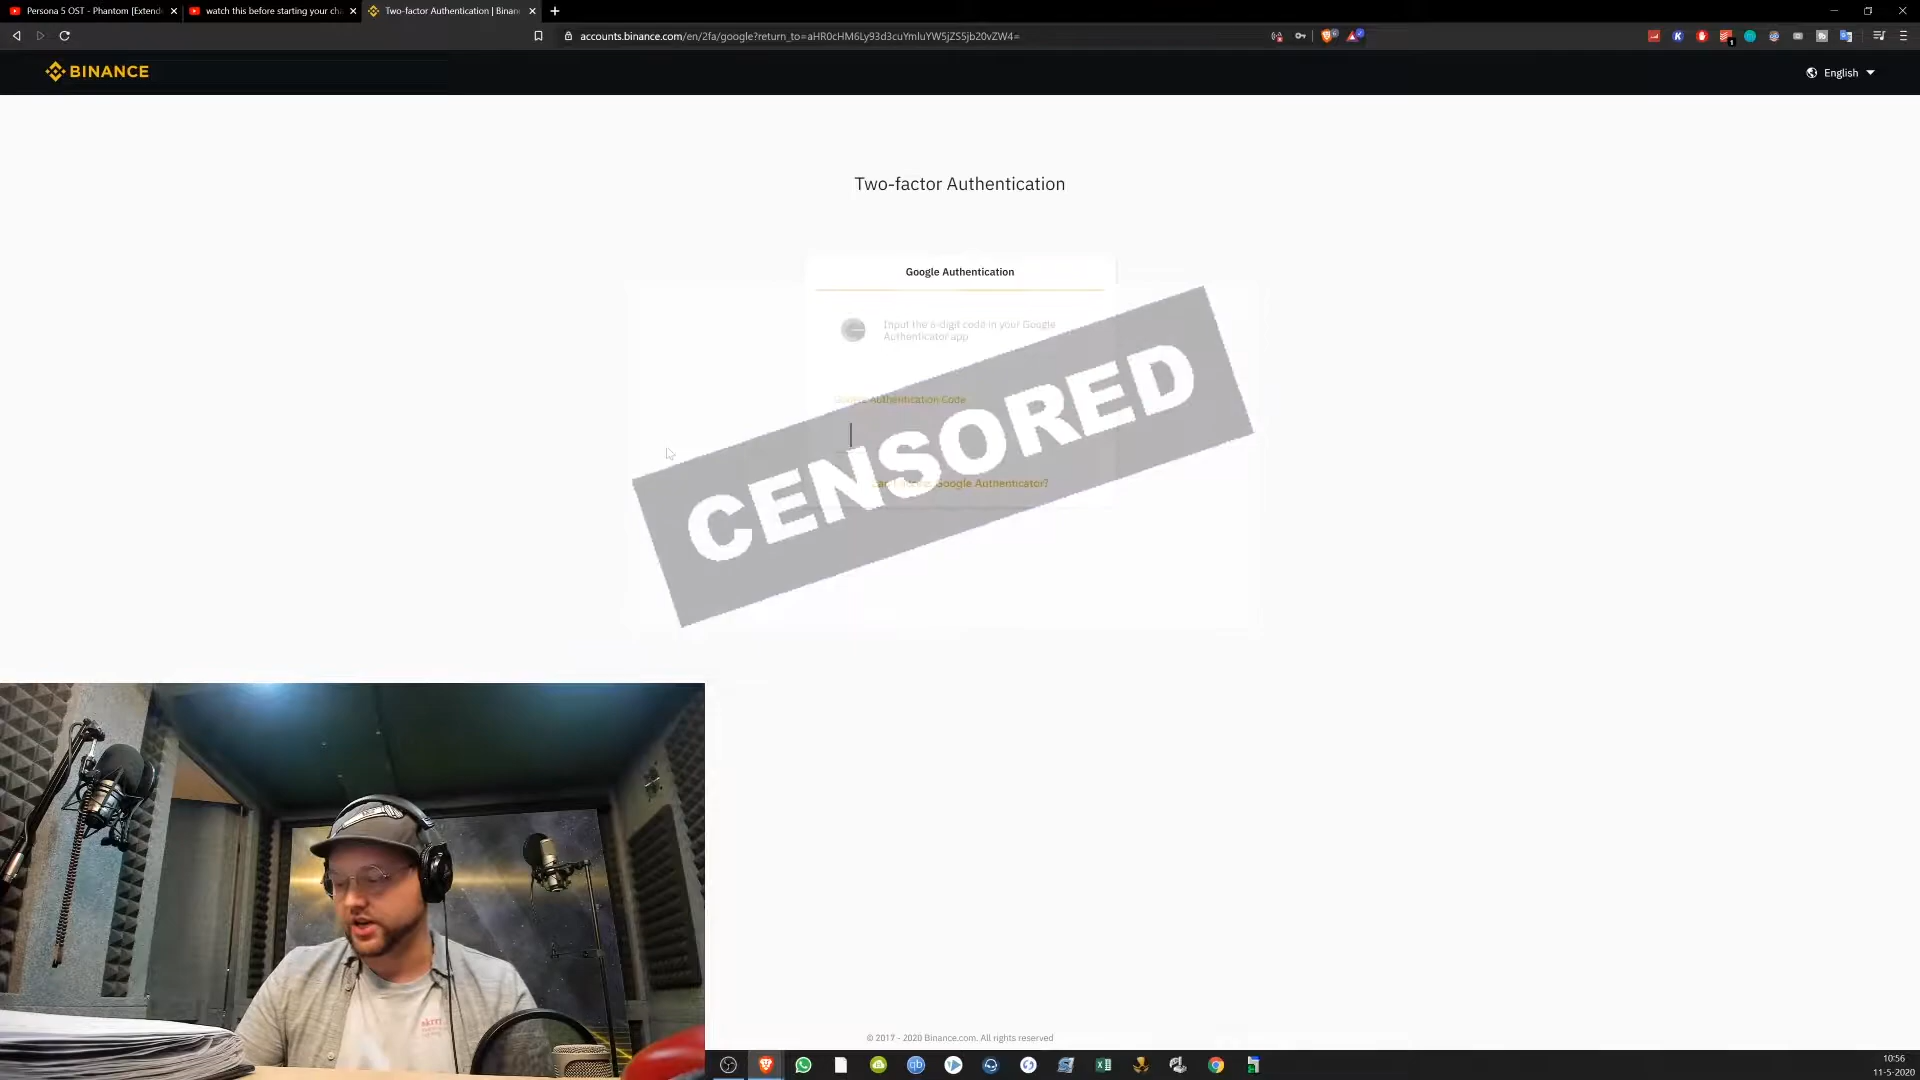 Persona 5 OST - Phantom [Extend
watch this before starting your ch
Two-factor Authentication | Binan
accounts.binance.com/en/2fa/google?return_to=aHR0cHM6Ly93d3cuYmluYW5jZS5jb20vZW4=
BINANCE
English
Two-factor Authentication
Google Authentication
Input the 6-digit code in your Google
Authenticator app
Google Authentication Code
CENSORED
Google Authenticator?
© 2017 - 2020 Binance.com. All rights reserved
10:56
11-5-2020